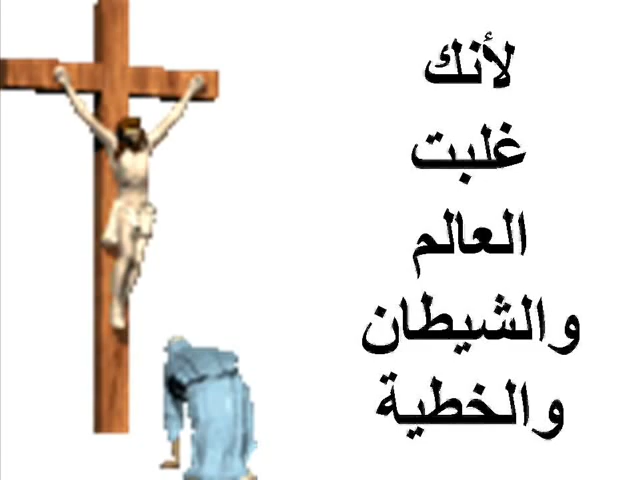 لأنك
غلبت
العالم
والشيطان
والخطية